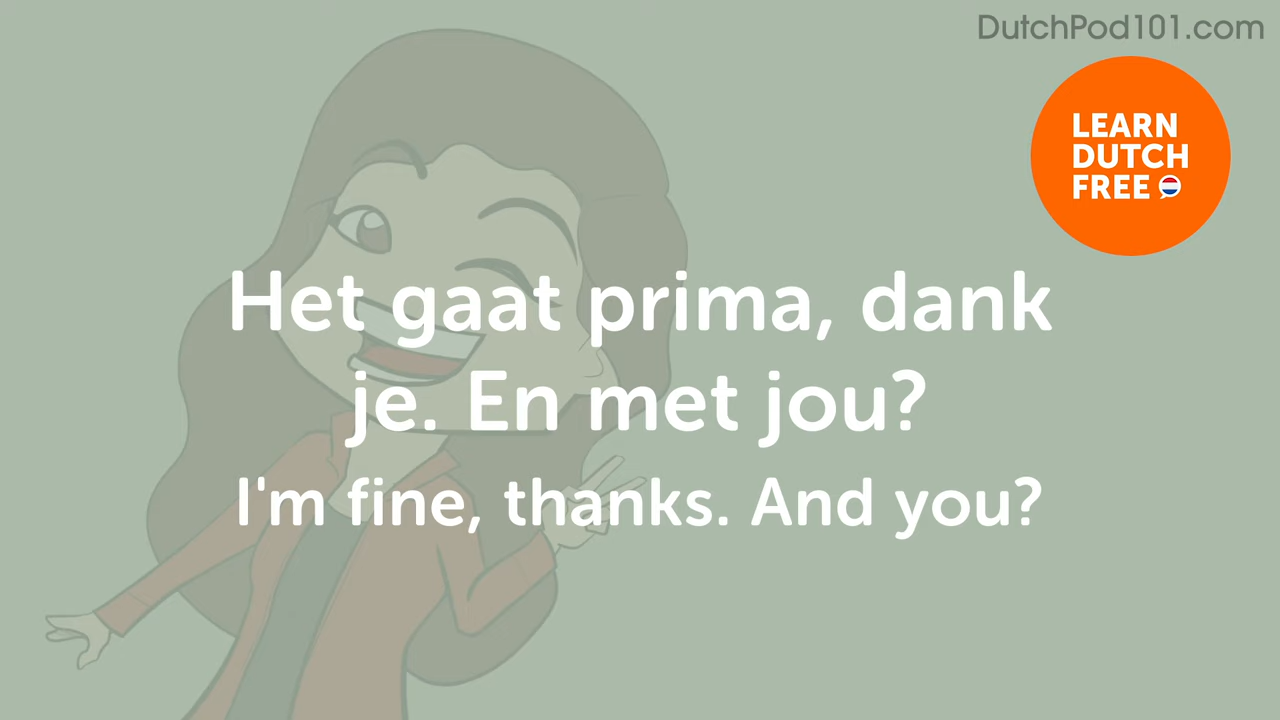 DutchPod101.com
LEARN
DUTCH
FREE
Het gaat prima, dank
je. En met jou?
I'm fine, thanks. And you?